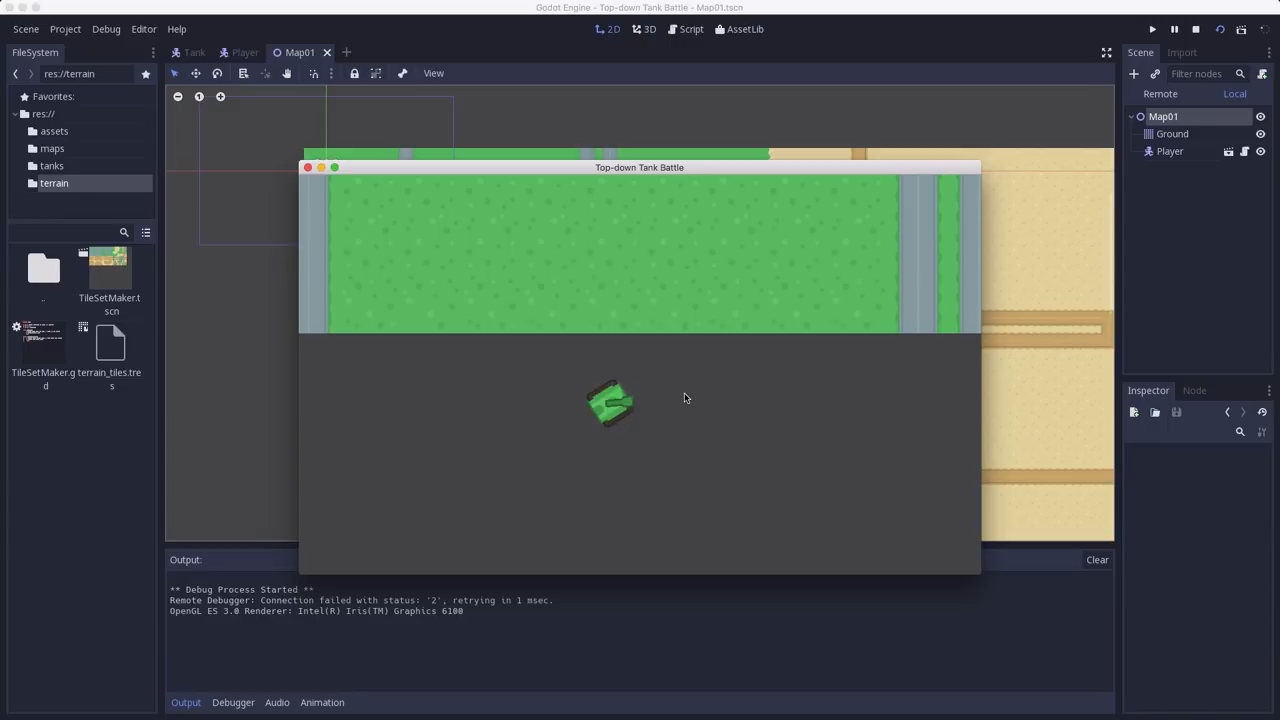 Godot Engine - Top-down Tank Battle - Map01.tscn
Scene Project Debug Editor Help
2D 3D Script AssetLib
FileSystem
Tank Player Map01
Scene Import
res://terrain
View
Filter nodes
Favorites:
res://
assets
maps
tanks
terrain
Remote Local
Map01
Ground
Player
Top-down Tank Battle
..
TileSetMaker.t
scn
TileSetMaker.g
d
terrain_tiles.tre
s
Inspector Node
Output:
Clear
** Debug Process Started **
Remote Debugger: Connection failed with status: '2', retrying in 1 msec.
OpenGL ES 3.0 Renderer: Intel(R) Iris(TM) Graphics 6100
Output Debugger Audio Animation